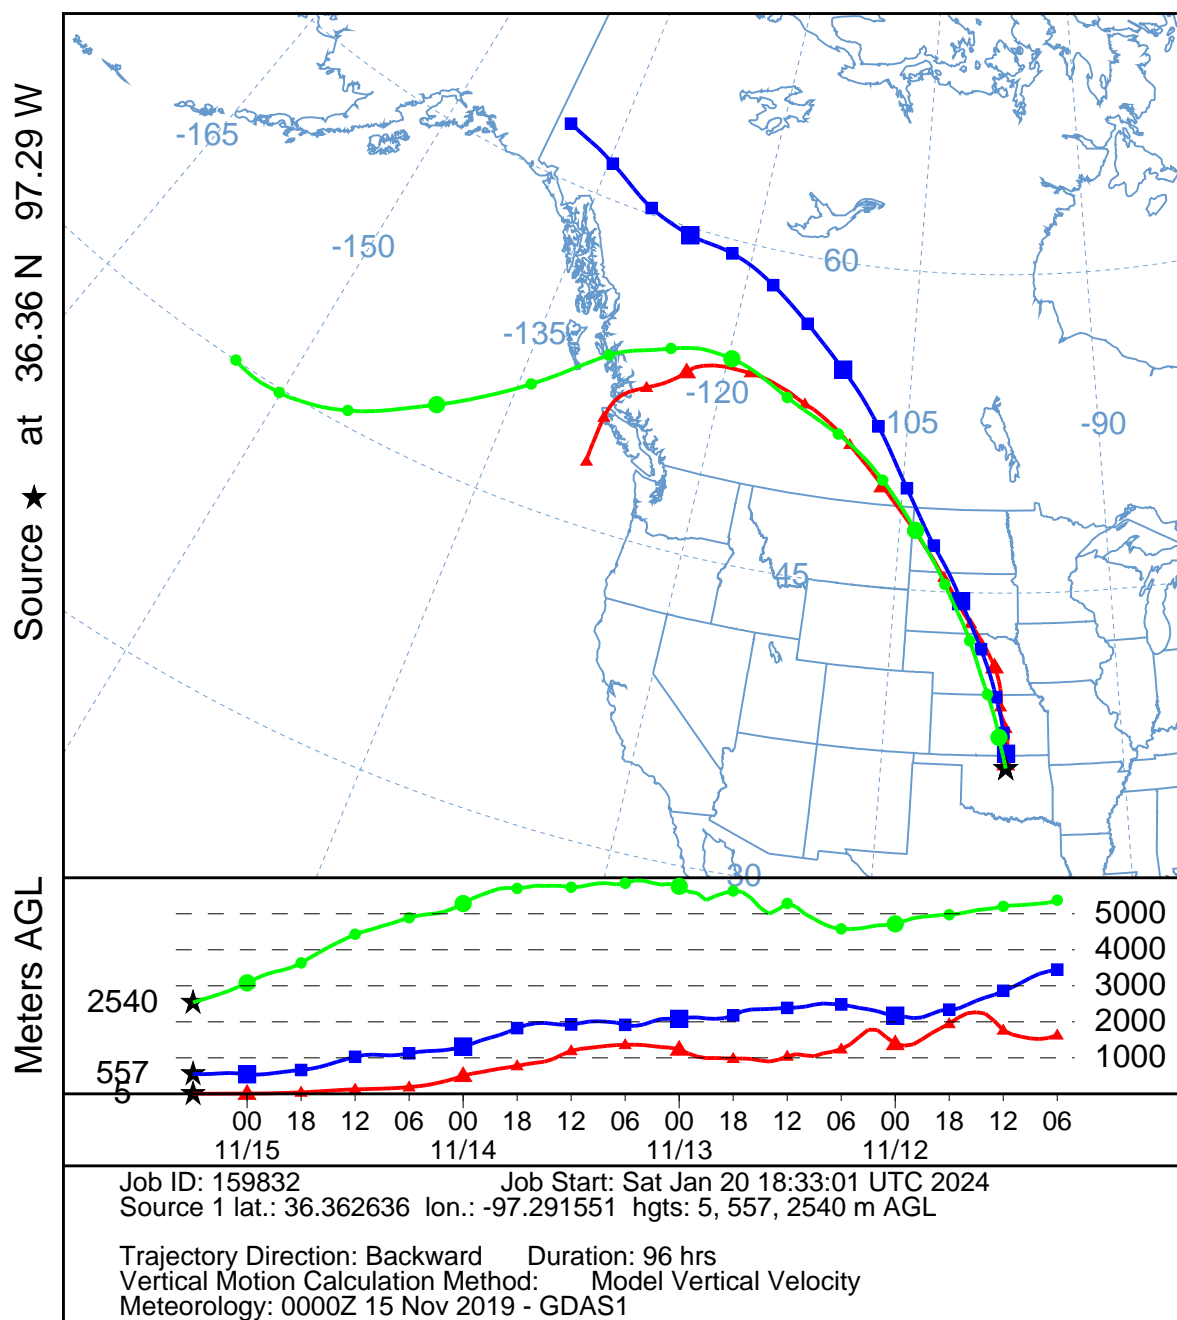 Source ★ at 36.36 N 97.29 W
-165
-150
60
-135
-120
105
-90
45
30
Meters AGL
5000
4000
3000
2540
2000
557
1000
5
00 18 12 06 00 18 12 06 00 18 12 06 00 18 12 06
11/15 11/14 11/13 11/12
Job ID: 159832 Job Start: Sat Jan 20 18:33:01 UTC 2024
Source 1 lat.: 36.362636 lon.: -97.291551 hgts: 5, 557, 2540 m AGL
Trajectory Direction: Backward Duration: 96 hrs
Vertical Motion Calculation Method: Model Vertical Velocity
Meteorology: 0000Z 15 Nov 2019 - GDAS1